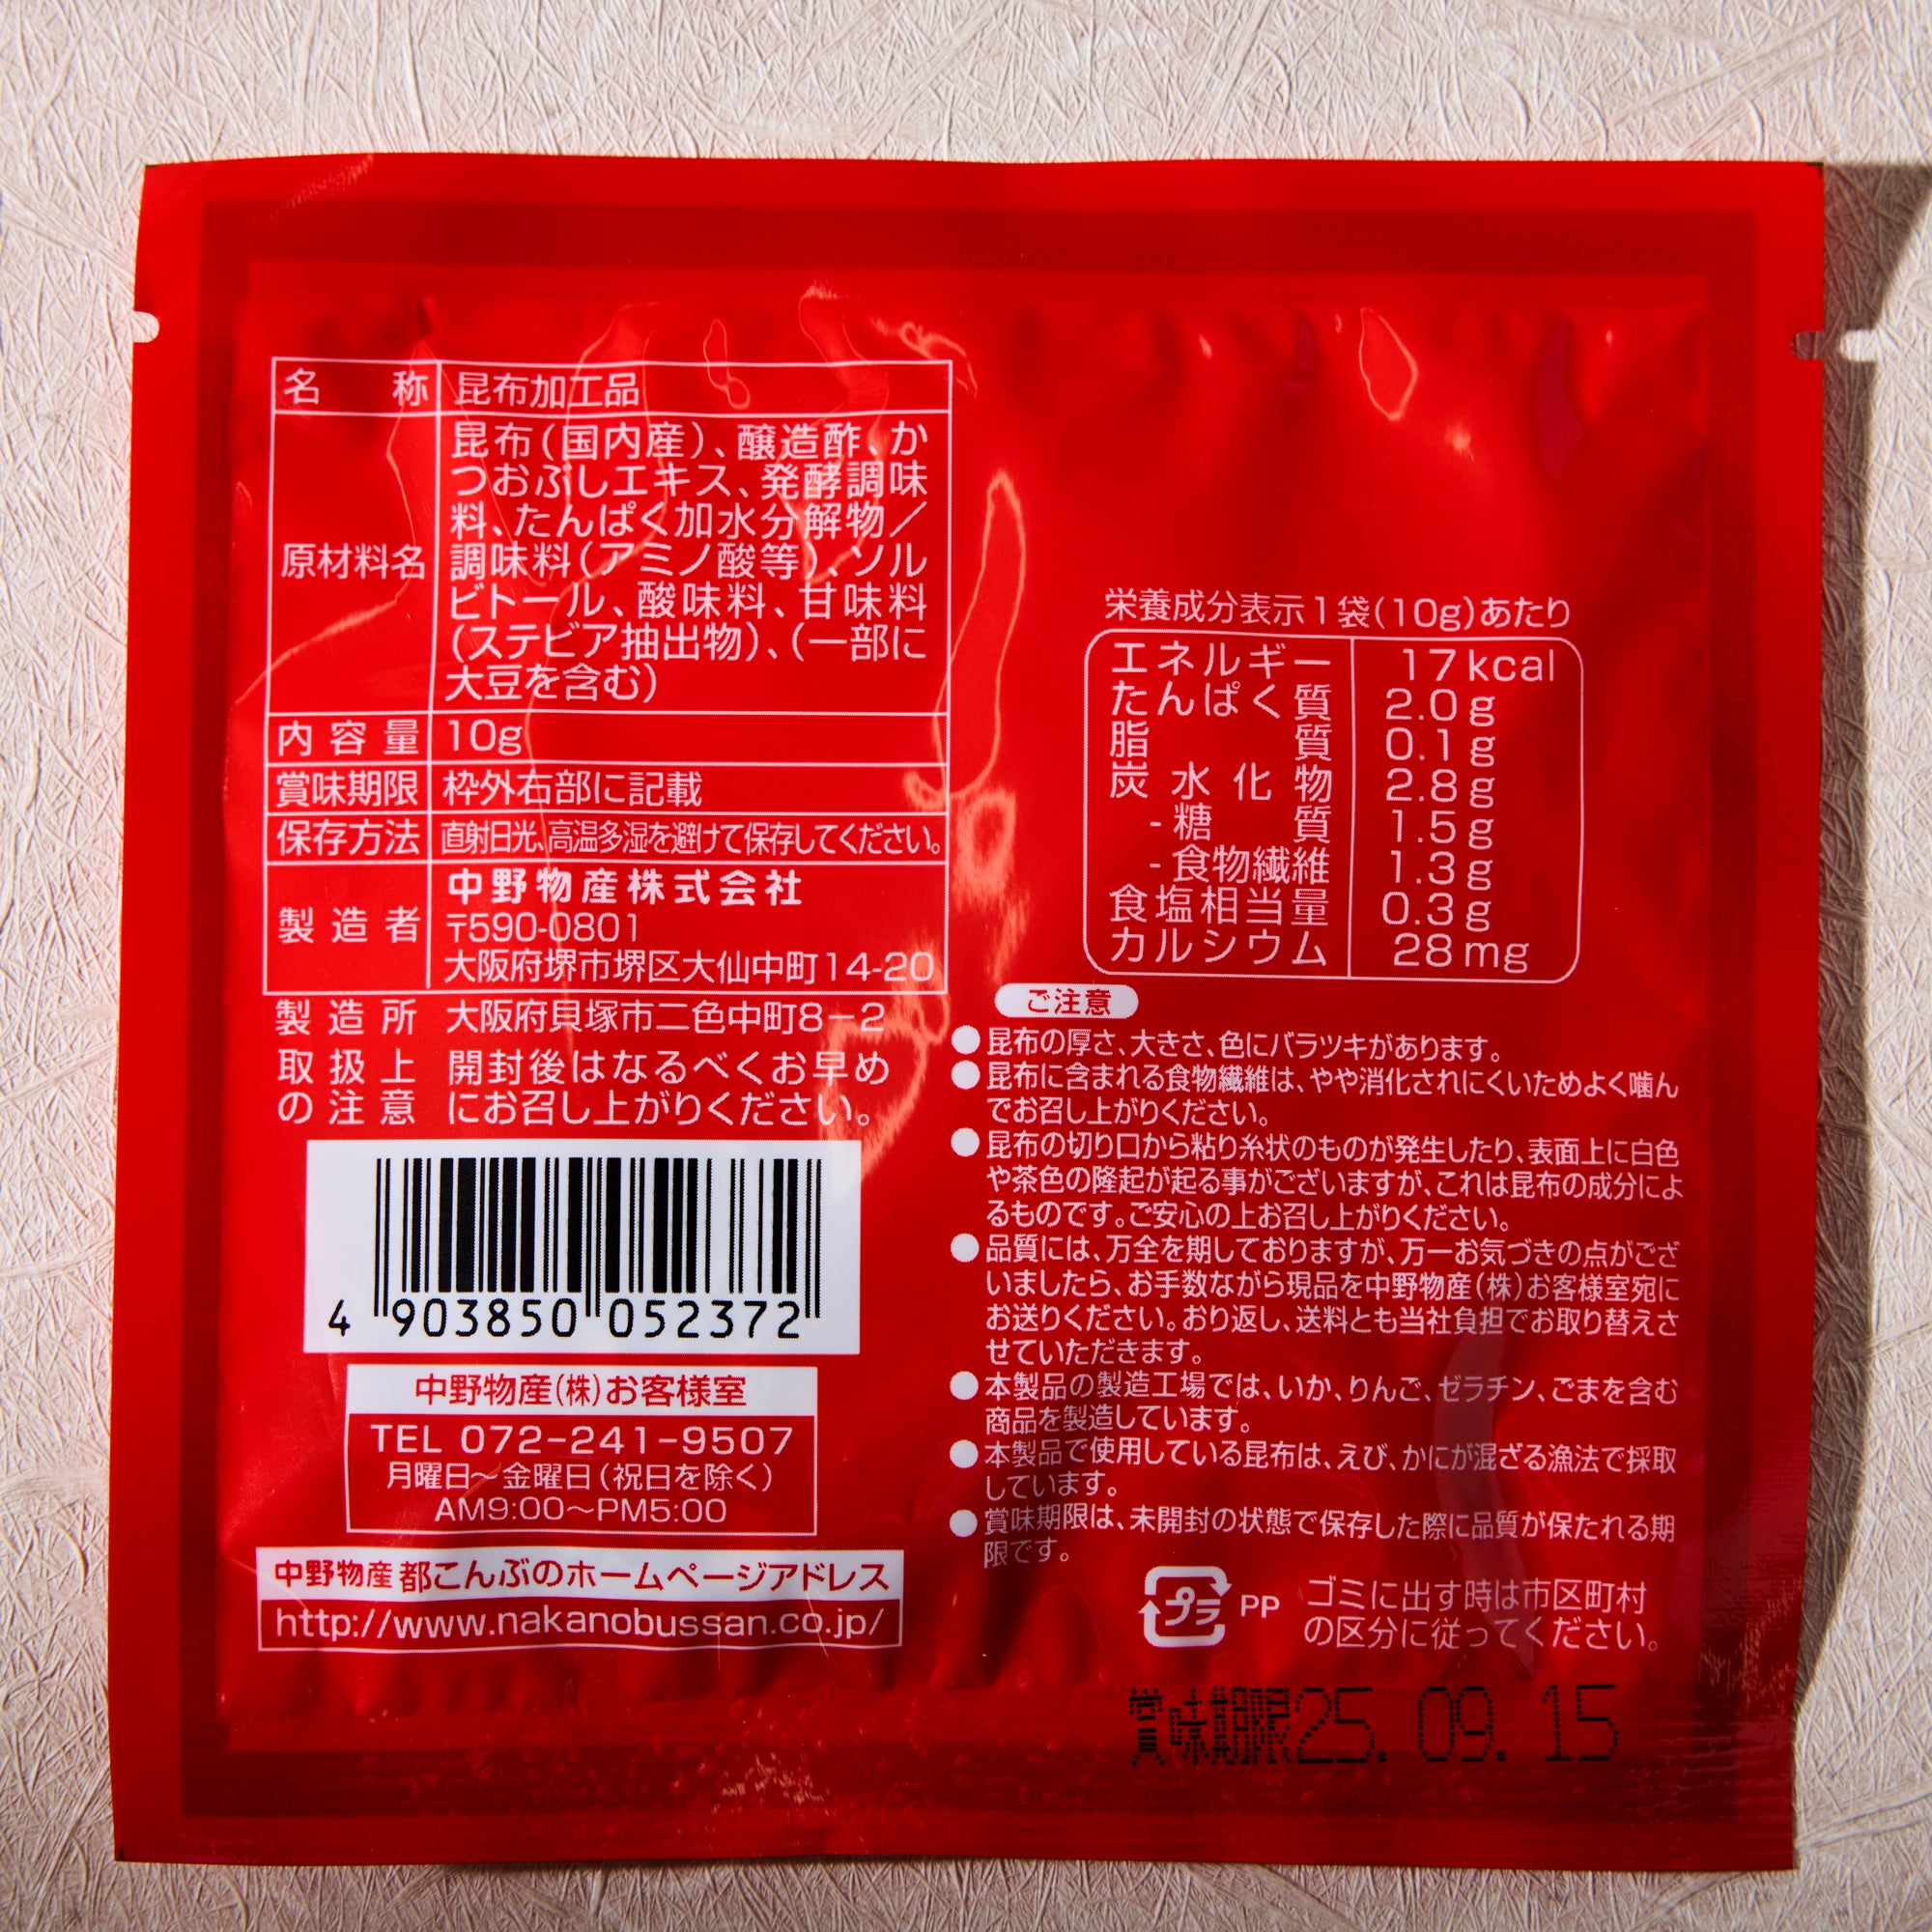 名 称 昆布加工品
原材料名
昆布(国内産)、醸造酢、か
つおぶしエキス、発酵調味
料、たんぱく加水分解物／
調味料(アミノ酸等)、ソル
ビトール、酸味料、甘味料
(ステビア抽出物)、(一部に
大豆を含む)
内容量 10g
賞味期限 枠外右部に記載
保存方法 直射日光、高温多湿を避けて保存してください。
製造者
中野物産株式会社
〒590-0801
大阪府堺市堺区大仙中町14-20
製造所 大阪府貝塚市二色中町8−2
取扱上 開封後はなるべくお早め
の注意 にお召し上がりください。
4 903850 052372
中野物産(株)お客様室
TEL 072-241-9507
月曜日〜金曜日(祝日を除く)
AM9:00〜PM5:00
中野物産都こんぶのホームページアドレス
http://www.nakanobussan.co.jp/
栄養成分表示1袋(10g)あたり
エネルギー 17kcal
たんぱく質 2.0g
脂質 0.1g
炭水化物 2.8g
-糖質 1.5g
-食物繊維 1.3g
食塩相当量 0.3g
カルシウム 28mg
ご注意
●昆布の厚さ、大きさ、色にバラツキがあります。
●昆布に含まれる食物繊維は、やや消化されにくいためよく噛ん
でお召し上がりください。
●昆布の切り口から粘り糸状のものが発生したり、表面上に白色
や茶色の隆起が起る事がございますが、これは昆布の成分によ
るものです。ご安心の上お召し上がりください。
●品質には、万全を期しておりますが、万一お気づきの点がござ
いましたら、お手数ながら現品を中野物産(株)お客様室宛に
お送りください。おり返し、送料とも当社負担でお取り替えさ
せていただきます。
●本製品の製造工場では、いか、りんご、ゼラチン、ごまを含む
商品を製造しています。
●本製品で使用している昆布は、えび、かにが混ざる漁法で採取
しています。
●賞味期限は、未開封の状態で保存した際に品質が保たれる期
限です。
プラ PP ゴミに出す時は市区町村
の区分に従ってください。
賞味期限25. 09. 15